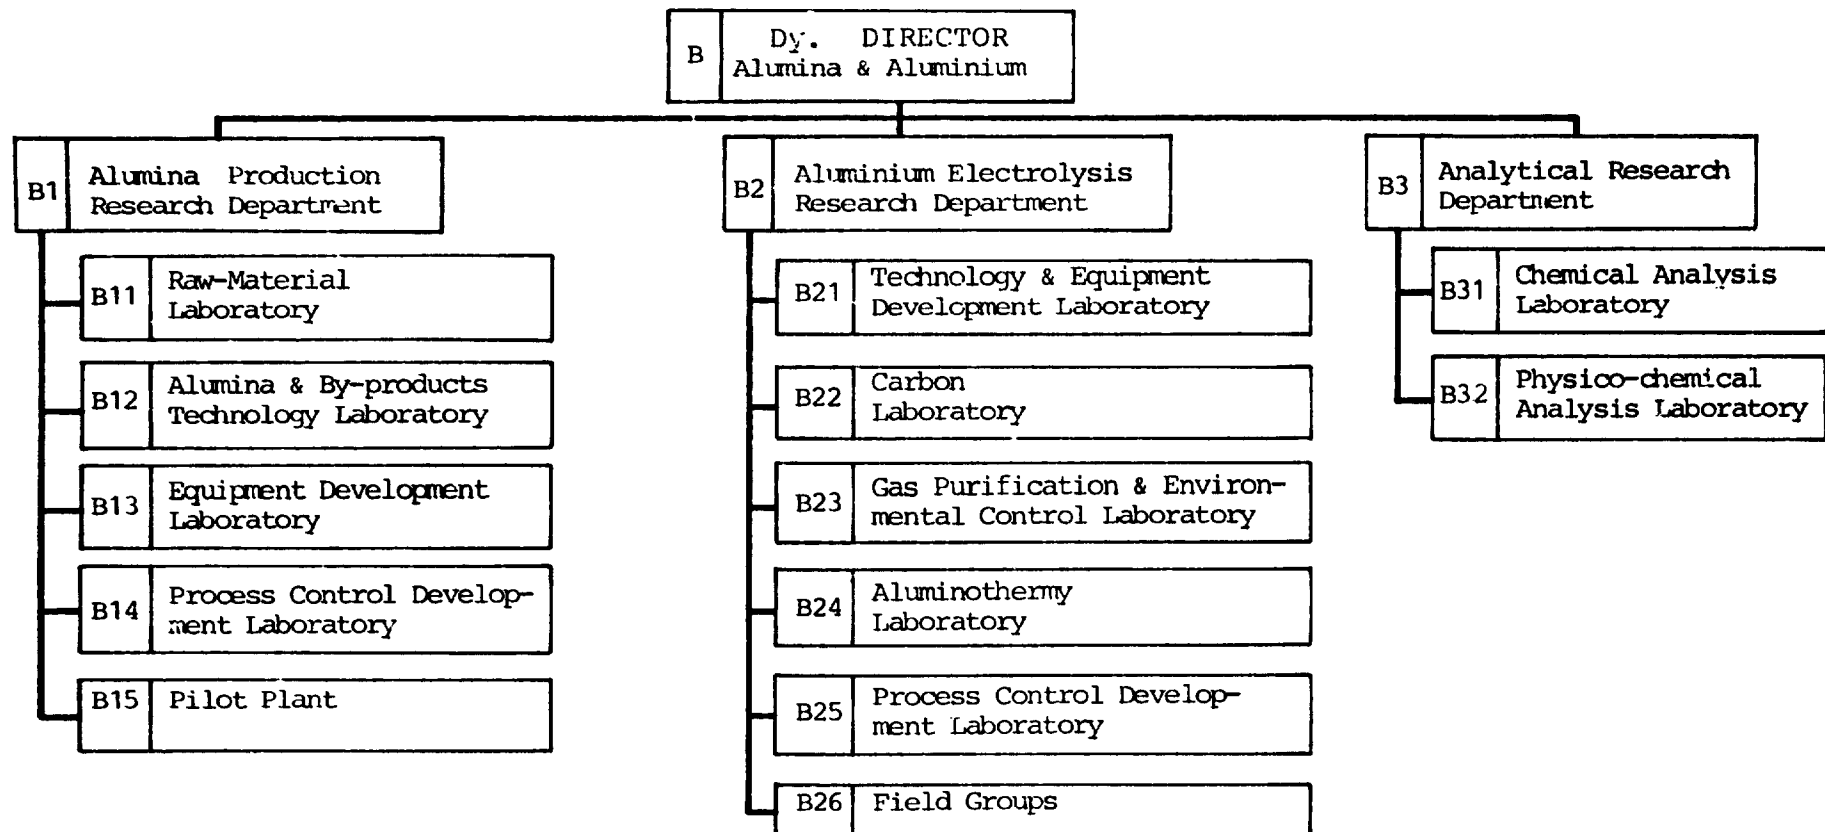 B
Dy. DIRECTOR
Alumina & Aluminium
B1
Alumina Production
Research Department
B11
Raw-Material
Laboratory
B12
Alumina & By-products
Technology Laboratory
B13
Equipment Development
Laboratory
B14
Process Control Develop-
ment Laboratory
B15
Pilot Plant
B2
Aluminium Electrolysis
Research Department
B21
Technology & Equipment
Development Laboratory
B22
Carbon
Laboratory
B23
Gas Purification & Environ-
mental Control Laboratory
B24
Aluminothermy
Laboratory
B25
Process Control Develop-
ment Laboratory
B26
Field Groups
B3
Analytical Research
Department
B31
Chemical Analysis
Laboratory
B32
Physico-chemical
Analysis Laboratory